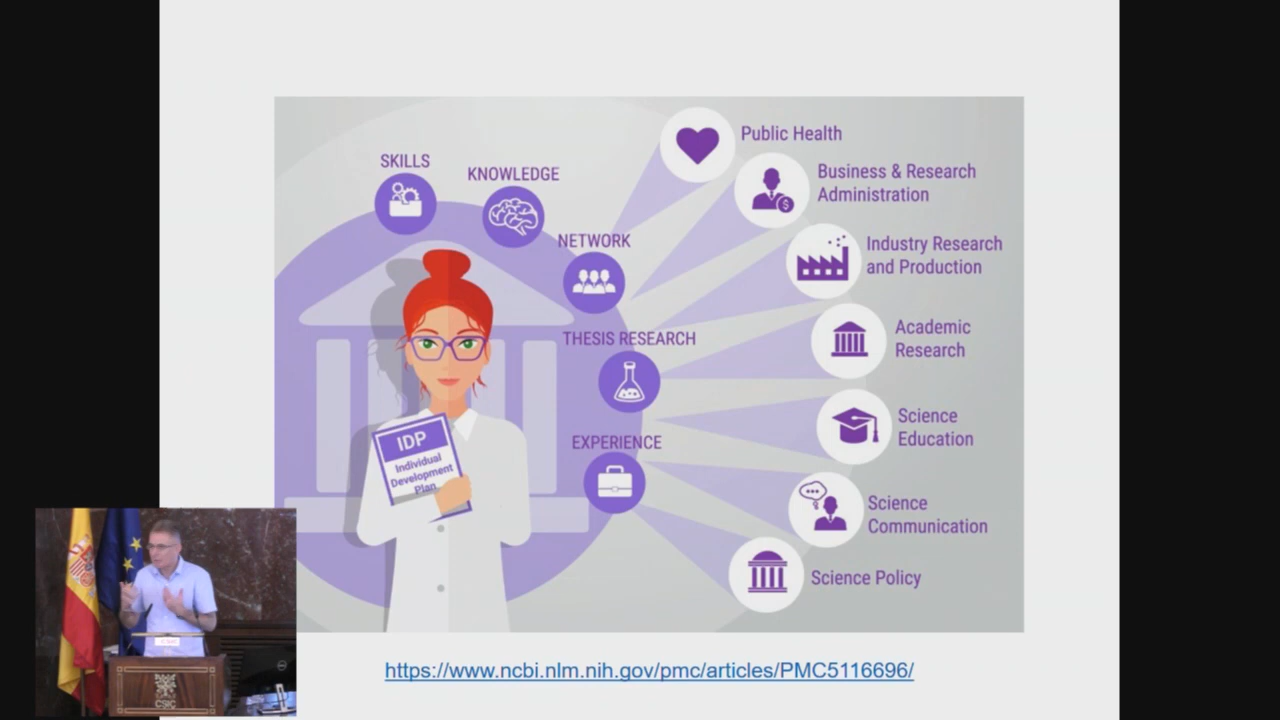 SKILLS
KNOWLEDGE
NETWORK
THESIS RESEARCH
EXPERIENCE
IDP
Individual
Development
Plan
Public Health
Business & Research
Administration
Industry Research
and Production
Academic
Research
Science
Education
Science
Communication
Science Policy
https://www.ncbi.nlm.nih.gov/pmc/articles/PMC5116696/
CSIC